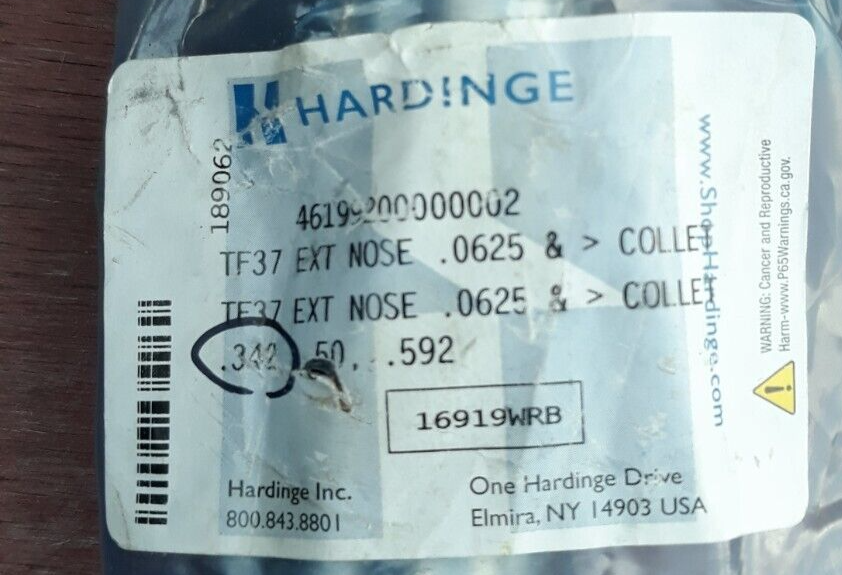 HARDINGE
189062
46199200000002
TF37 EXT NOSE .0625 & > COLLET
TF37 EXT NOSE .0625 & > COLLET
.342 .50, .592
16919WRB
Hardinge Inc.
800.843.8801
One Hardinge Drive
Elmira, NY 14903 USA
www.ShopHardinge.com
WARNING: Cancer and Reproductive
Harm-www.P65Warnings.ca.gov.